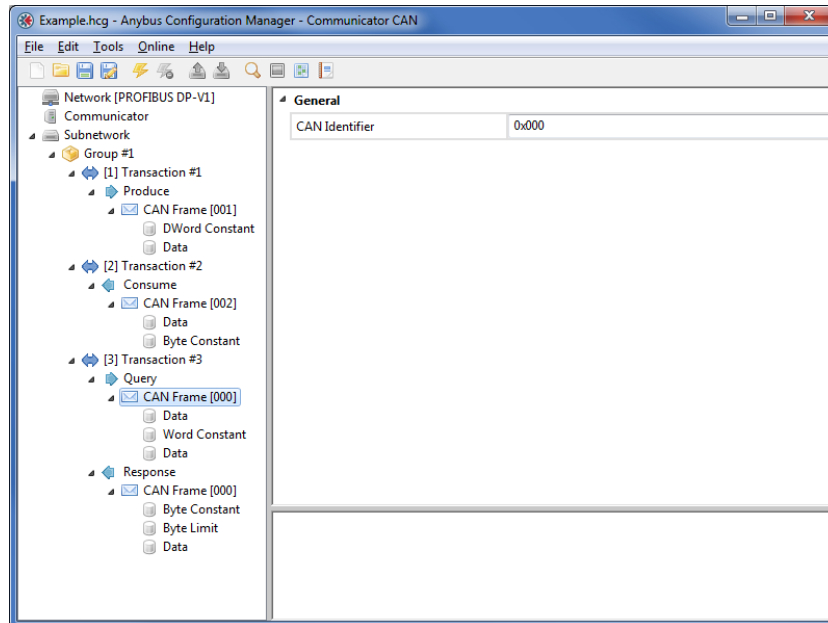 Example.hcg - Anybus Configuration Manager - Communicator CAN
File Edit Tools Online Help
Network [PROFIBUS DP-V1]
Communicator
Subnetwork
Group #1
[1] Transaction #1
Produce
CAN Frame [001]
DWord Constant
Data
[2] Transaction #2
Consume
CAN Frame [002]
Data
Byte Constant
[3] Transaction #3
Query
CAN Frame [000]
Data
Word Constant
Data
Response
CAN Frame [000]
Byte Constant
Byte Limit
Data
General
CAN Identifier 0x000